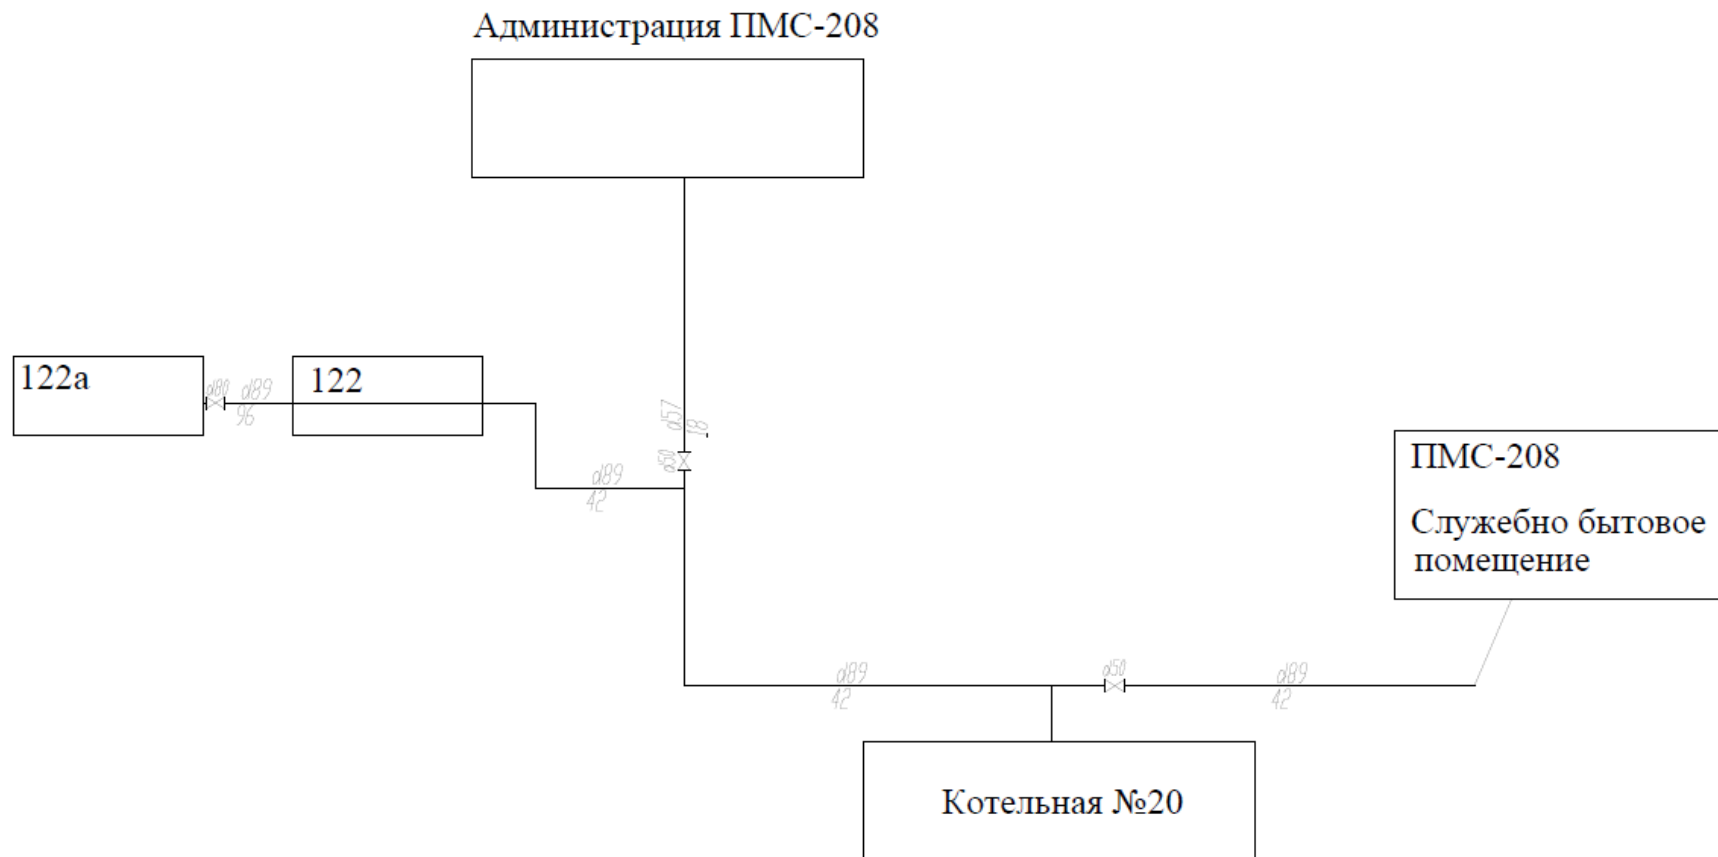 Администрация ПМС-208
122а
d80
d89
96
122
d57
18
d50
d89
42
ПМС-208
Служебно бытовое
помещение
d89
42
d50
d89
42
Котельная №20